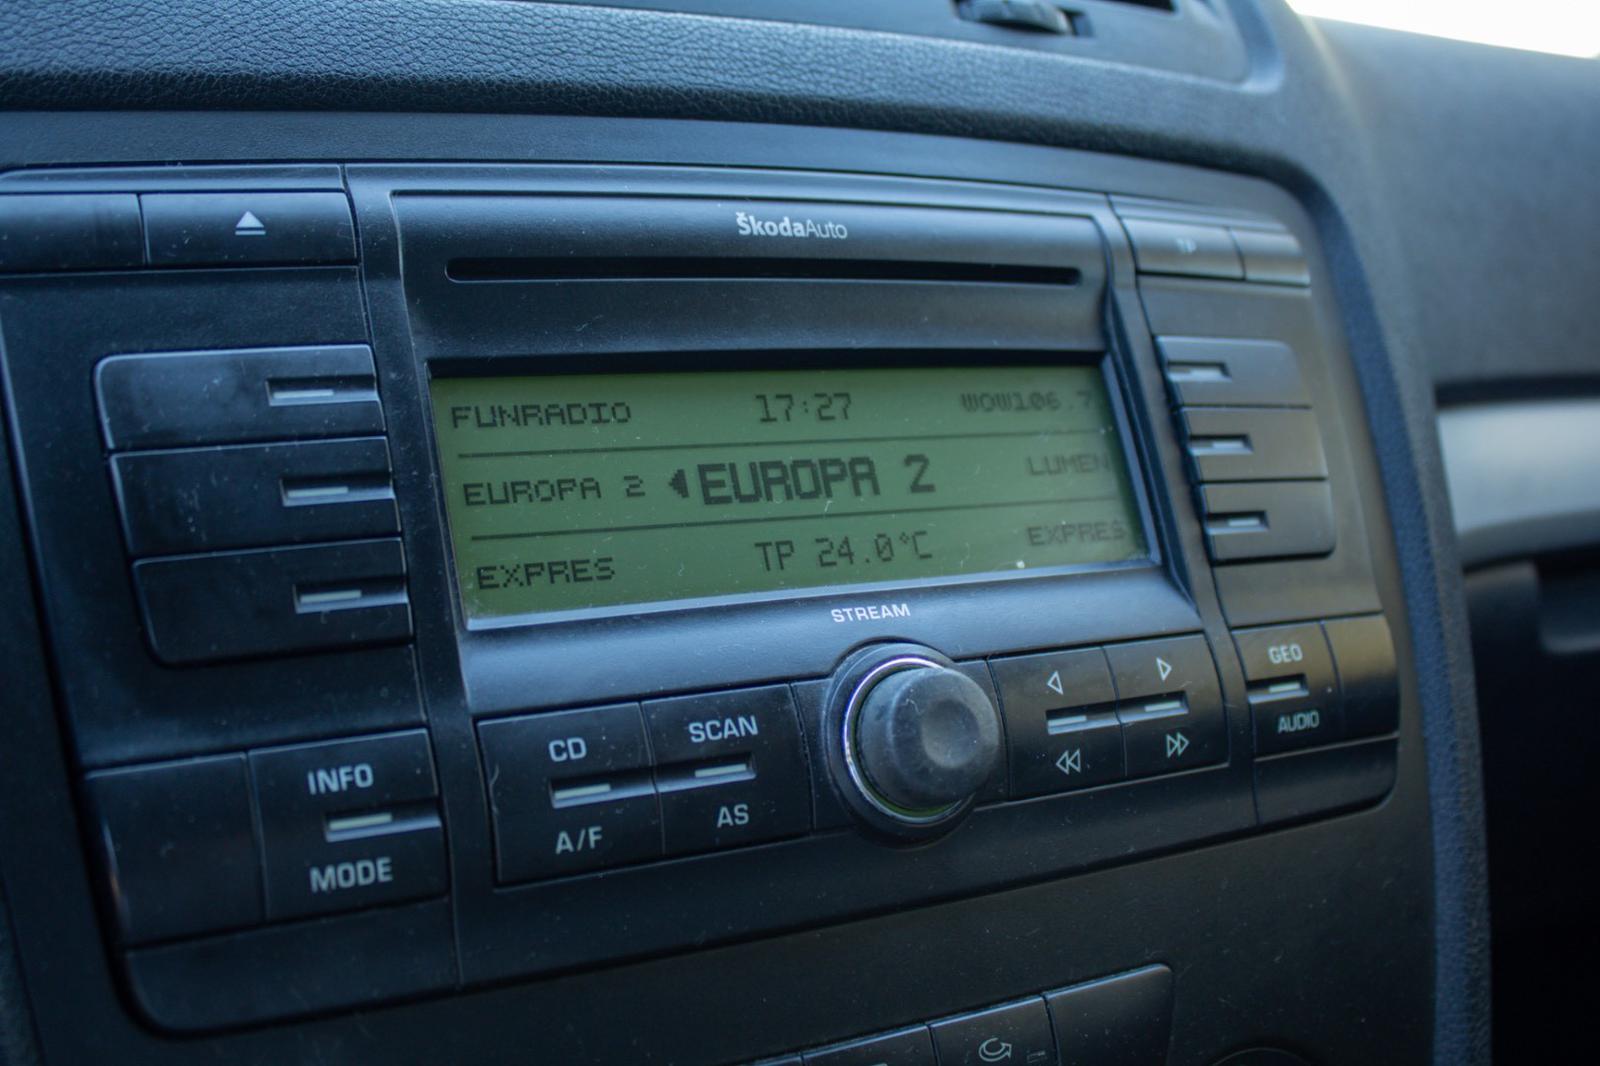 ŠkodaAuto
TP
FUNRADIO 17:27 WOW106.7
EUROPA 2 EUROPA 2 LUMEN
EXPRES TP 24.0°C EXPRES
STREAM
INFO
MODE
CD
A/F
SCAN
AS
GEO
AUDIO